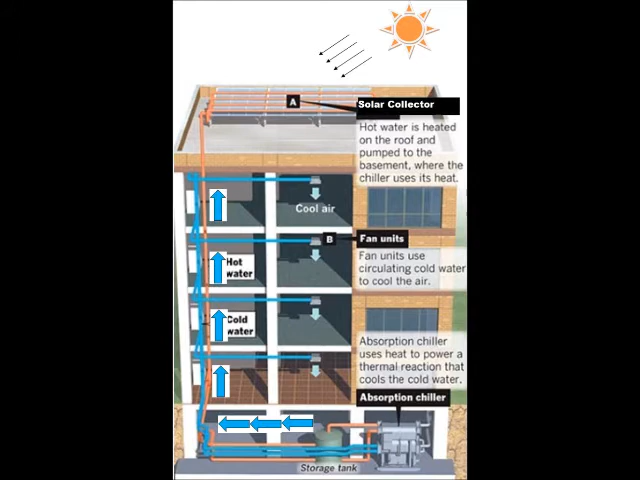 A
Solar Collector
Hot water is heated
on the roof and
pumped to the
basement, where the
chiller uses its heat.
Cool air
B
Fan units
Fan units use
circulating cold water
to cool the air.
Hot
water
Cold
water
Absorption chiller
uses heat to power a
thermal reaction that
cools the cold water.
Absorption chiller
Storage tank